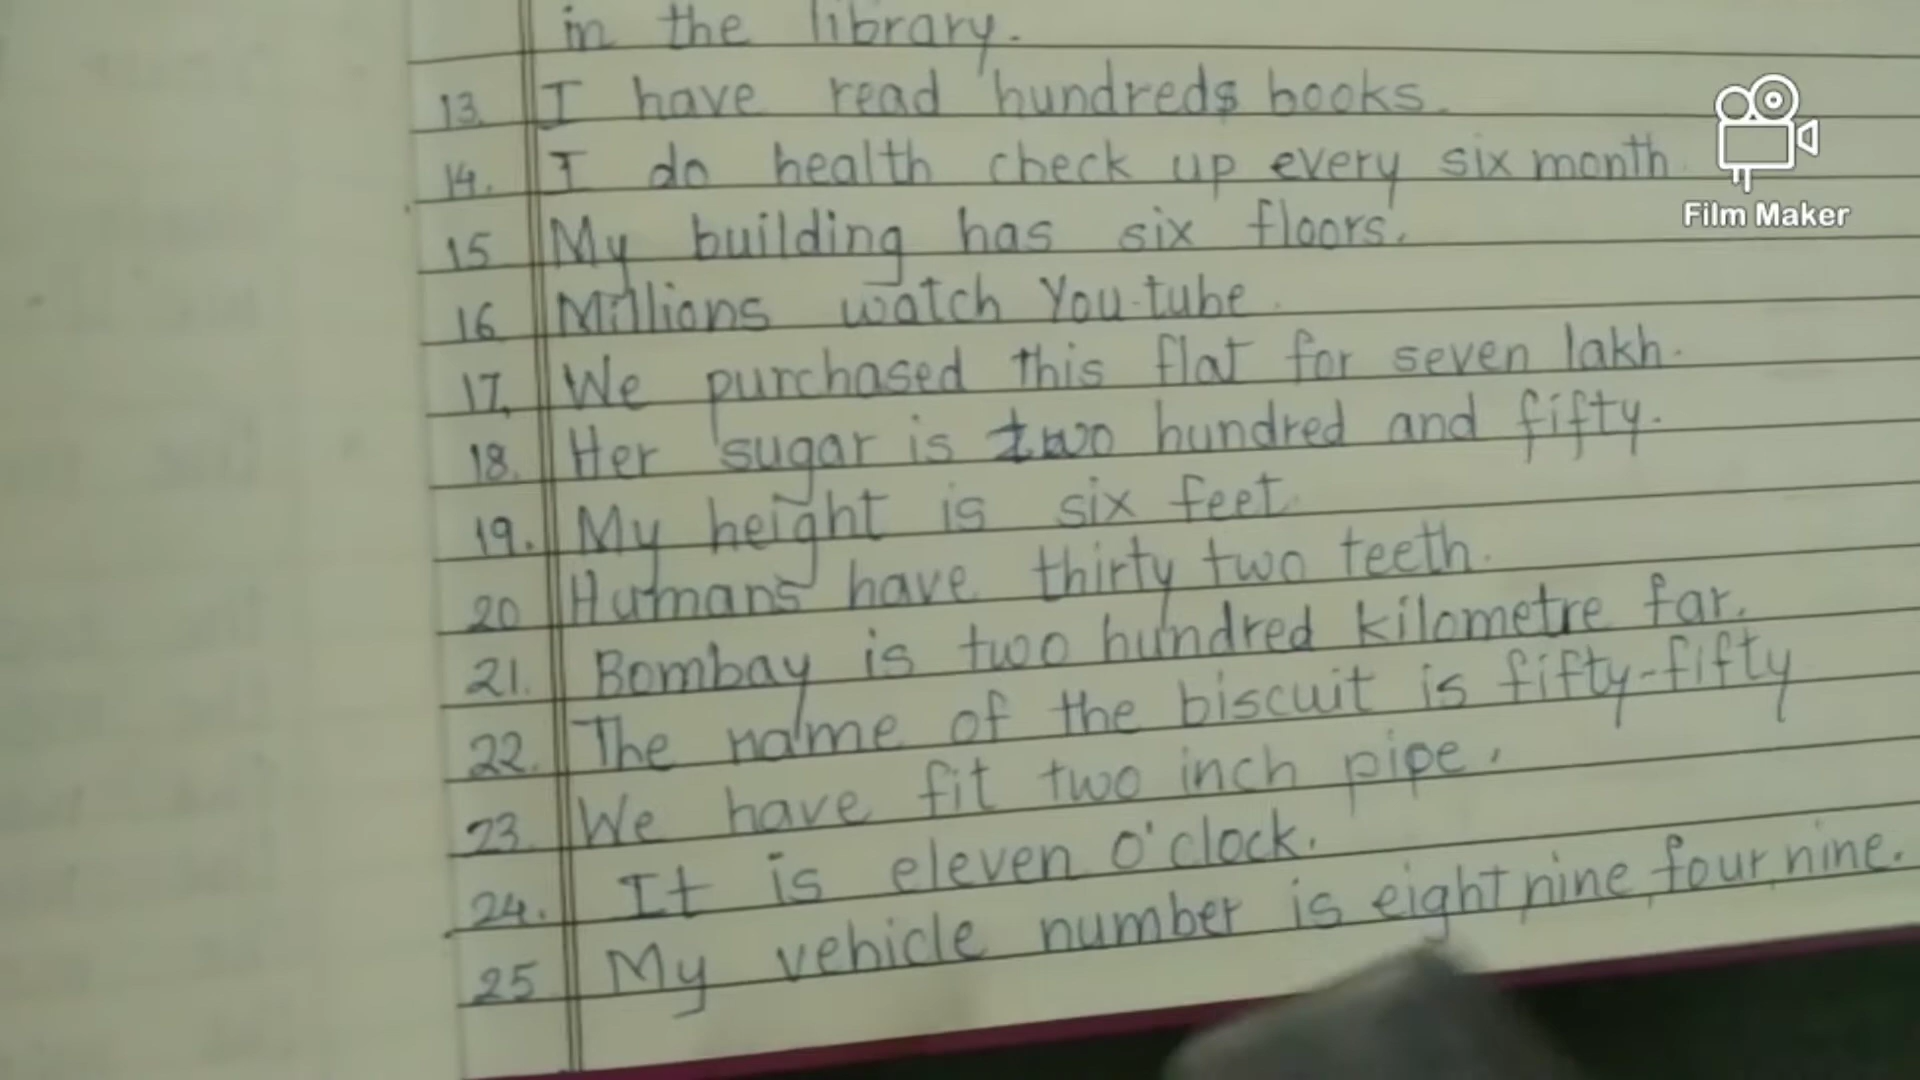 in the library.
13. I have read hundreds books.
14. I do health check up every six month
15 My building has six floors.
16 Millions watch You-tube.
17. We purchased this flat for seven lakh.
18. Her sugar is two hundred and fifty.
19. My height is six feet
20 Humans have thirty two teeth.
21. Bombay is two hundred kilometre far.
22. The name of the biscuit is fifty-fifty
23. We have fit two inch pipe.
24. It is eleven o'clock.
25 My vehicle number is eight nine four nine.
Film Maker